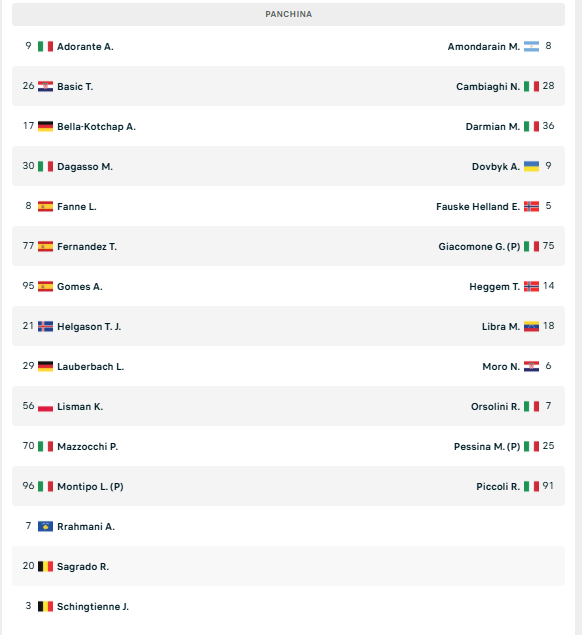 PANCHINA
9 Adorante A. Amondarain M. 8
26 Basic T. Cambiaghi N. 28
17 Bella-Kotchap A. Darmian M. 36
30 Dagasso M. Dovbyk A. 9
8 Fanne L. Fauske Helland E. 5
77 Fernandez T. Giacomone G. (P) 75
95 Gomes A. Heggem T. 14
21 Helgason T. J. Libra M. 18
29 Lauberbach L. Moro N. 6
56 Lisman K. Orsolini R. 7
70 Mazzocchi P. Pessina M. (P) 25
96 Montipo L. (P) Piccoli R. 91
7 Rrahmani A.
20 Sagrado R.
3 Schingtienne J.